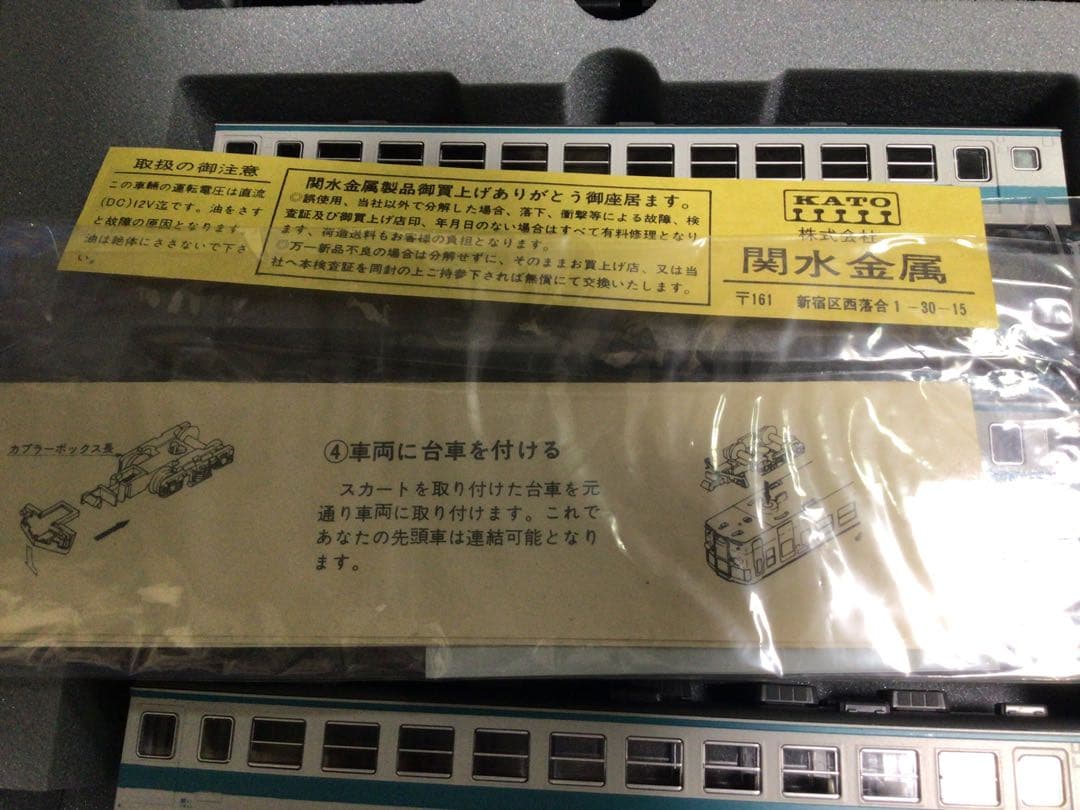 取扱の御注意
この車輛の運転電圧は直流
(DC)12V迄です。油をさす
と故障の原因となります。
油は絶体にささないで下さ
い。
関水金属製品御買上げありがとう御座居ます。
◎誤使用、当社以外で分解した場合、落下、衝撃等による故障、検
査証及び御買上げ店印、年月日のない場合はすべて有料修理となり
ます、荷造送料もお客様の負担となります。
◎万一新品不良の場合は分解せずに、そのままお買上げ店、又は当
社へ本検査証を同封の上ご持参下されば無償にて交換いたします。
KATO
株式会社
関水金属
〒161 新宿区西落合1-30-15
カプラーボックス長
④車両に台車を付ける
スカートを取り付けた台車を元
通り車両に取り付けます。これで
あなたの先頭車は連結可能となり
ます。